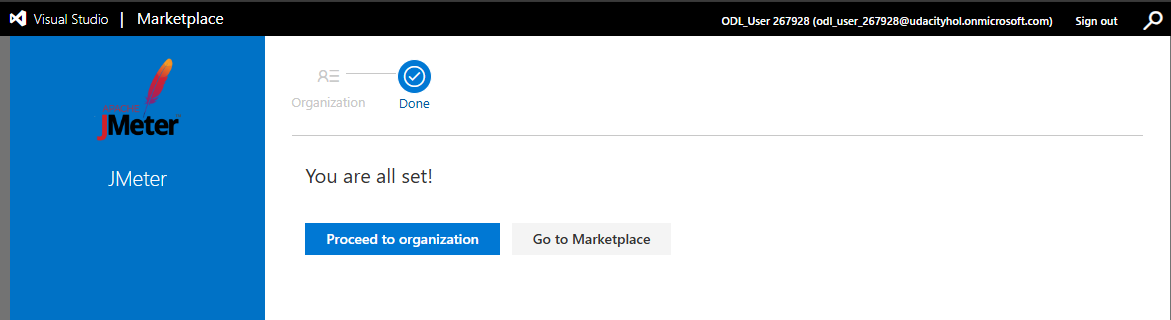 Visual Studio | Marketplace
ODL_User 267928 (odl_user_267928@udacityhol.onmicrosoft.com) Sign out
JMeter
JMeter
Organization
Done
You are all set!
Proceed to organization
Go to Marketplace